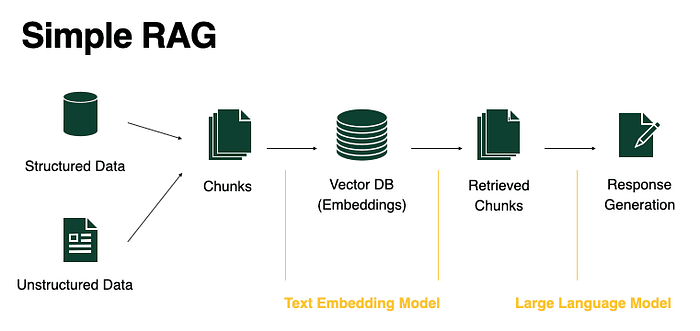 Simple RAG
Structured Data
Unstructured Data
Chunks
Vector DB
(Embeddings)
Retrieved
Chunks
Response
Generation
Text Embedding Model
Large Language Model